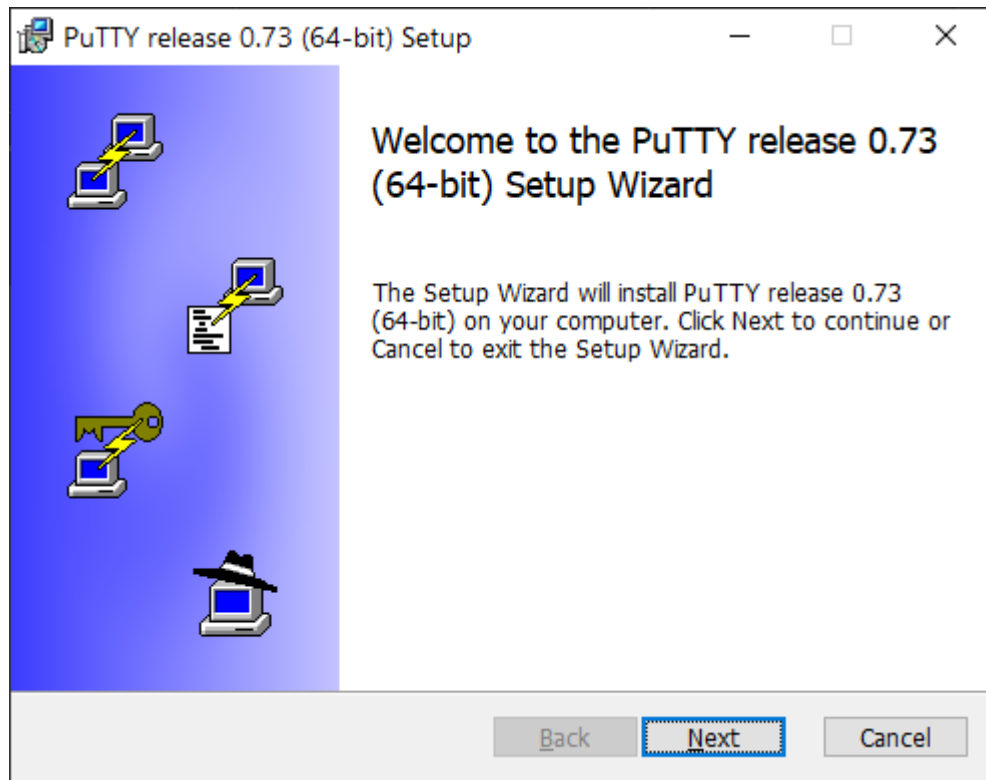 PuTTY release 0.73 (64-bit) Setup
Welcome to the PuTTY release 0.73
(64-bit) Setup Wizard
The Setup Wizard will install PuTTY release 0.73
(64-bit) on your computer. Click Next to continue or
Cancel to exit the Setup Wizard.
Back
Next
Cancel